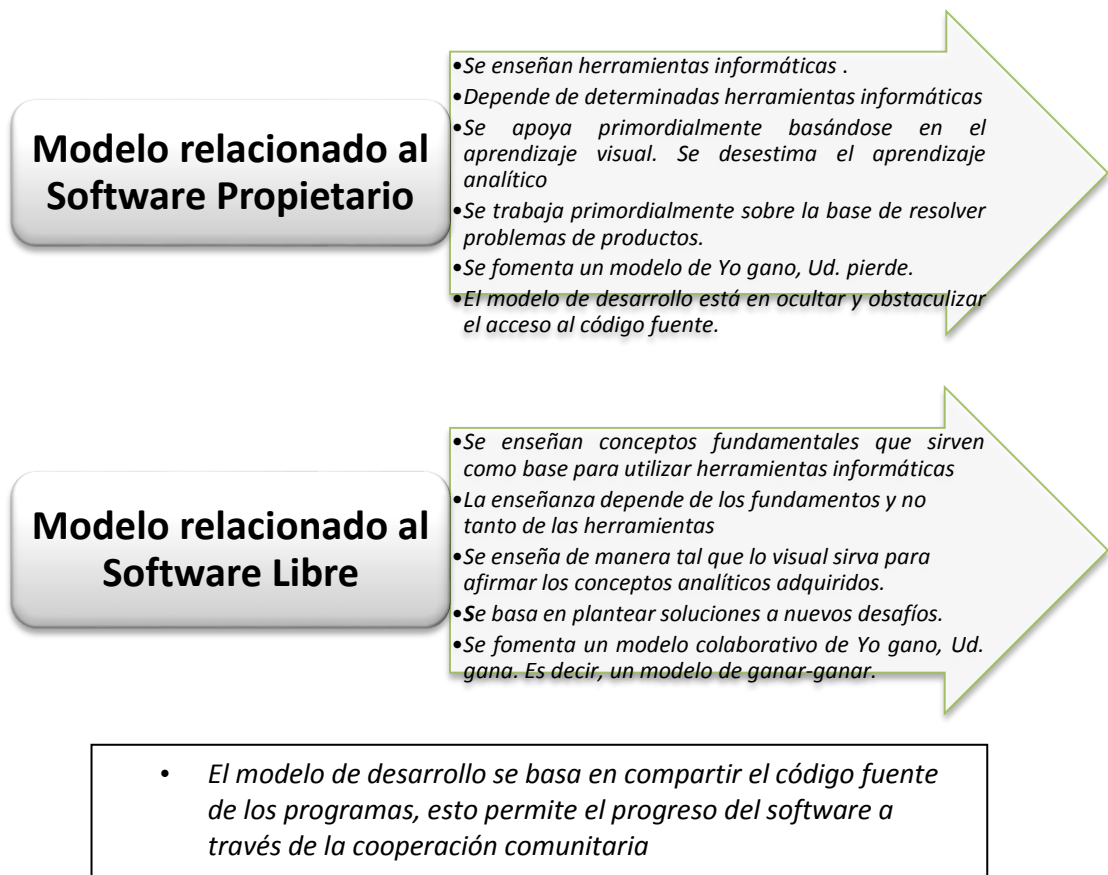 Modelo relacionado al
Software Propietario
•Se enseñan herramientas informáticas .
•Depende de determinadas herramientas informáticas
•Se apoya primordialmente basándose en el
aprendizaje visual. Se desestima el aprendizaje
analítico
•Se trabaja primordialmente sobre la base de resolver
problemas de productos.
•Se fomenta un modelo de Yo gano, Ud. pierde.
•El modelo de desarrollo está en ocultar y obstaculizar
el acceso al código fuente.
Modelo relacionado al
Software Libre
•Se enseñan conceptos fundamentales que sirven
como base para utilizar herramientas informáticas
•La enseñanza depende de los fundamentos y no
tanto de las herramientas
•Se enseña de manera tal que lo visual sirva para
afirmar los conceptos analíticos adquiridos.
•Se basa en plantear soluciones a nuevos desafíos.
•Se fomenta un modelo colaborativo de Yo gano, Ud.
gana. Es decir, un modelo de ganar-ganar.
• El modelo de desarrollo se basa en compartir el código fuente
de los programas, esto permite el progreso del software a
través de la cooperación comunitaria